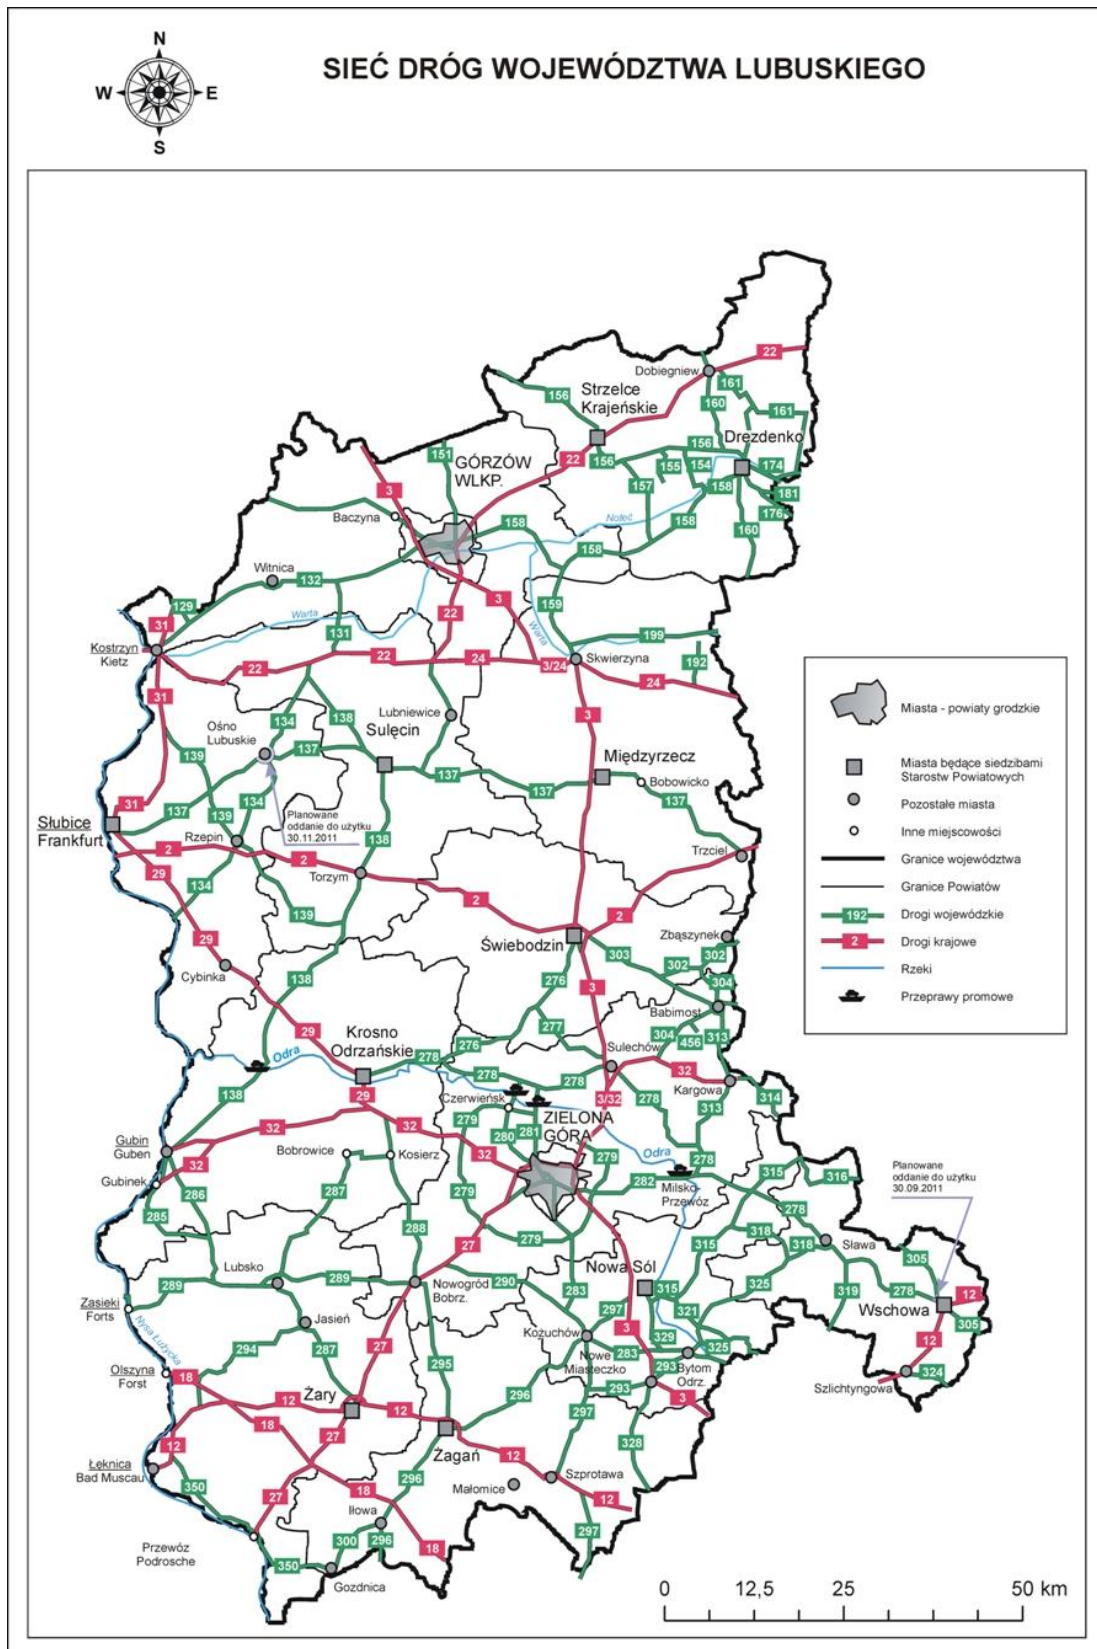 N
W E
S
SIEĆ DRÓG WOJEWÓDZTWA LUBUSKIEGO
22
Dobiegniew
161
156
Strzelce
Krajeńskie
160
161
Drezdenko
151
GÓRZÓW
WLKP.
22
156
156
155
154
174
3
157
158
181
176
Baczyna
158
Noteć
158
160
158
Witnica
132
22
3
159
129
31
Warta
131
Warta
199
Kostrzyn
Kietz
22
22
24
3/24
Skwierzyna
192
24
31
134
138
Lubniewice
3
Ośno
Lubuskie
Sulęcin
139
137
Międzyrzecz
137
137
Bobowicko
137
31
137
134
139
Planowane
oddanie do użytku
30.11.2011
Słubice
Frankfurt
Rzepin
138
2
2
Trzciel
29
134
Torzym
2
2
139
29
Świebodzin
Zbąszynek
303
302
302
Cybinka
138
276
3
304
Babimost
29
Krosno
Odrzańskie
277
304
456
313
Odra
278
276
Sulechów
278
278
32
Kargowa
138
29
Czerwieńsk
3/32
278
313
314
32
32
279
280
281
ZIELONA
GÓRA
Gubin
Guben
Bobrowice
Kosierz
32
279
Odra
278
32
Gubinek
286
287
279
282
Milsko
Przewóz
315
316
Planowane
oddanie do użytku
30.09.2011
285
288
27
279
278
315
318
318
Sława
305
Lubsko
289
289
Nowogród
Bobrz.
290
Nowa Sól
283
315
325
319
278
Wschowa
12
Zasieki
Forts
297
321
305
Nysa Łużycka
Jasień
Kożuchów
3
329
325
12
294
287
27
Nowe
Miasteczko
283
293
Bytom
Odrz.
Olszyna
Forst
18
295
293
Szlichtyngowa
324
12
Żary
12
296
297
3
18
27
Żagań
328
12
12
Łęknica
Bad Muscau
350
296
Szprotawa
27
18
Małomice
12
Iłowa
297
Przewóz
Podrosche
300
296
18
350
Gozdnica
Miasta - powiaty grodzkie
Miasta będące siedzibami
Starostw Powiatowych
Pozostałe miasta
Inne miejscowości
Granice województwa
Granice Powiatów
192 Drogi wojewódzkie
2 Drogi krajowe
Rzeki
Przeprawy promowe
0 12,5 25 50 km